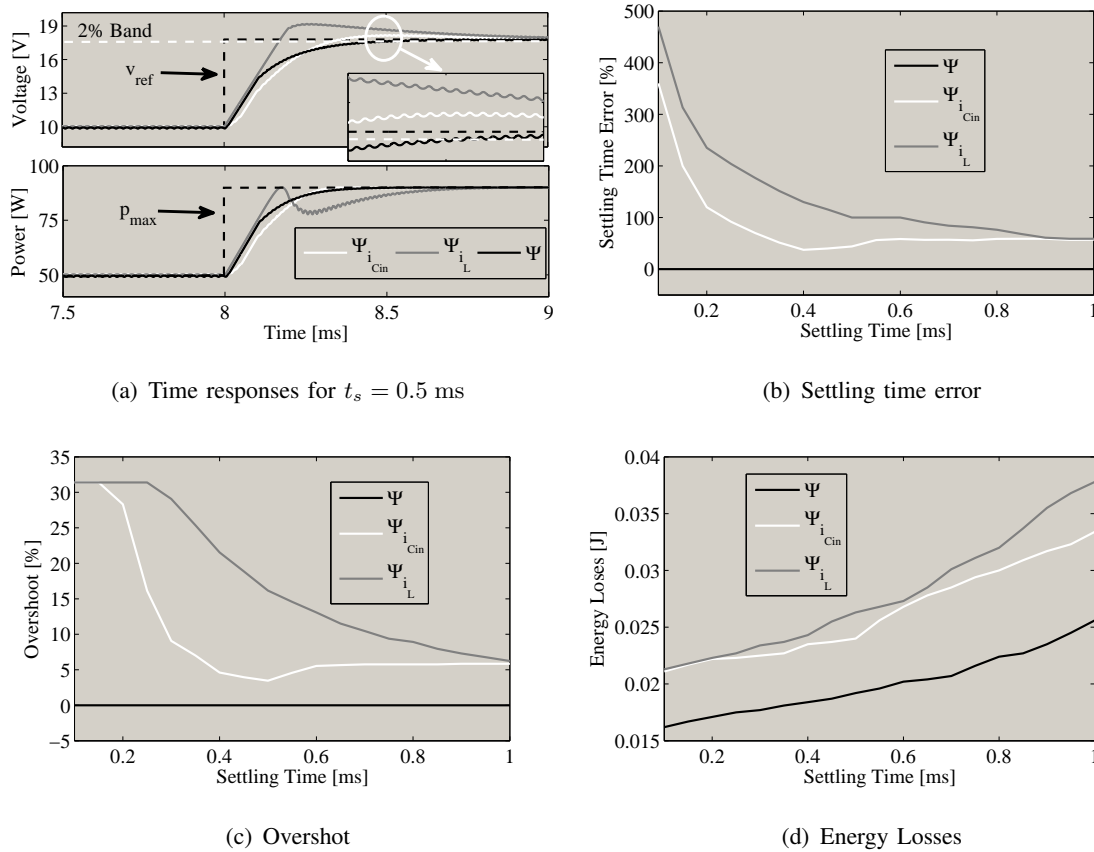 19
16
13
10
Voltage [V]
2% Band
v_ref
100
75
50
Power [W]
p_max
Ψ_i_Cin Ψ_i_L Ψ
7.5 8 8.5 9
Time [ms]
(a) Time responses for t_s = 0.5 ms
500
400
300
200
100
0
Settling Time Error [%]
Ψ
Ψ_i_Cin
Ψ_i_L
0.2 0.4 0.6 0.8 1
Settling Time [ms]
(b) Settling time error
35
30
25
20
15
10
5
0
−5
Overshoot [%]
Ψ
Ψ_i_Cin
Ψ_i_L
0.2 0.4 0.6 0.8 1
Settling Time [ms]
(c) Overshot
0.04
0.035
0.03
0.025
0.02
0.015
Energy Loses [J]
Ψ
Ψ_i_Cin
Ψ_i_L
0.2 0.4 0.6 0.8 1
Settling Time [ms]
(d) Energy Losses